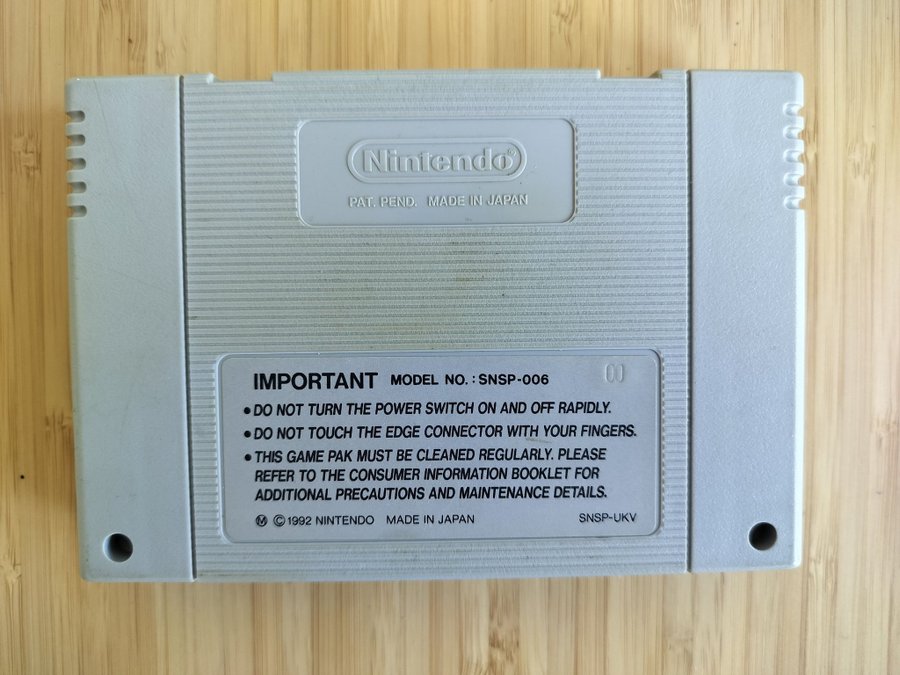 Nintendo®
PAT. PEND. MADE IN JAPAN
IMPORTANT MODEL NO. : SNSP-006
00
• DO NOT TURN THE POWER SWITCH ON AND OFF RAPIDLY.
• DO NOT TOUCH THE EDGE CONNECTOR WITH YOUR FINGERS.
• THIS GAME PAK MUST BE CLEANED REGULARLY. PLEASE
REFER TO THE CONSUMER INFORMATION BOOKLET FOR
ADDITIONAL PRECAUTIONS AND MAINTENANCE DETAILS.
Ⓜ ©1992 NINTENDO MADE IN JAPAN
SNSP-UKV